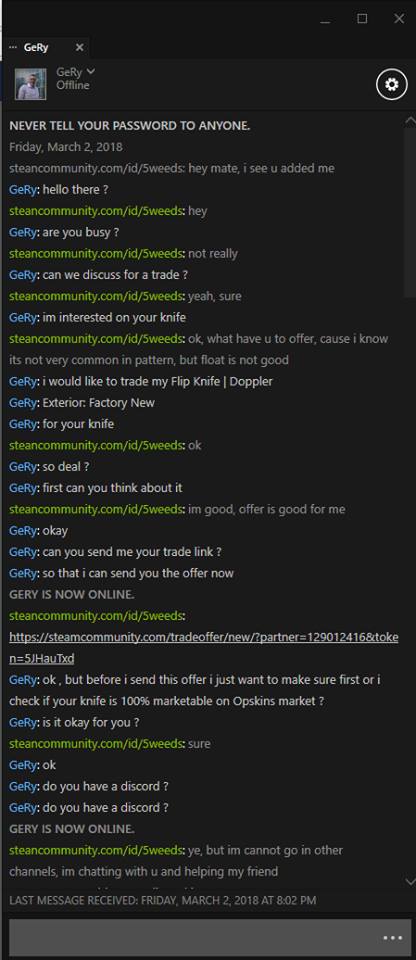 ··· GeRy
GeRy
Offline
NEVER TELL YOUR PASSWORD TO ANYONE.
Friday, March 2, 2018
steancommunity.com/id/5weeds: hey mate, i see u added me
GeRy: hello there ?
steancommunity.com/id/5weeds: hey
GeRy: are you busy ?
steancommunity.com/id/5weeds: not really
GeRy: can we discuss for a trade ?
steancommunity.com/id/5weeds: yeah, sure
GeRy: im interested on your knife
steancommunity.com/id/5weeds: ok, what have u to offer, cause i know
its not very common in pattern, but float is not good
GeRy: i would like to trade my Flip Knife | Doppler
GeRy: Exterior: Factory New
GeRy: for your knife
steancommunity.com/id/5weeds: ok
GeRy: so deal ?
GeRy: first can you think about it
steancommunity.com/id/5weeds: im good, offer is good for me
GeRy: okay
GeRy: can you send me your trade link ?
GeRy: so that i can send you the offer now
GERY IS NOW ONLINE.
steancommunity.com/id/5weeds:
https://steamcommunity.com/tradeoffer/new/?partner=129012416&toke
n=5JHauTxd
GeRy: ok , but before i send this offer i just want to make sure first or i
check if your knife is 100% marketable on Opskins market ?
GeRy: is it okay for you ?
steancommunity.com/id/5weeds: sure
GeRy: ok
GeRy: do you have a discord ?
GeRy: do you have a discord ?
GERY IS NOW ONLINE.
steancommunity.com/id/5weeds: ye, but im cannot go in other
channels, im chatting with u and helping my friend
LAST MESSAGE RECEIVED: FRIDAY, MARCH 2, 2018 AT 8:02 PM